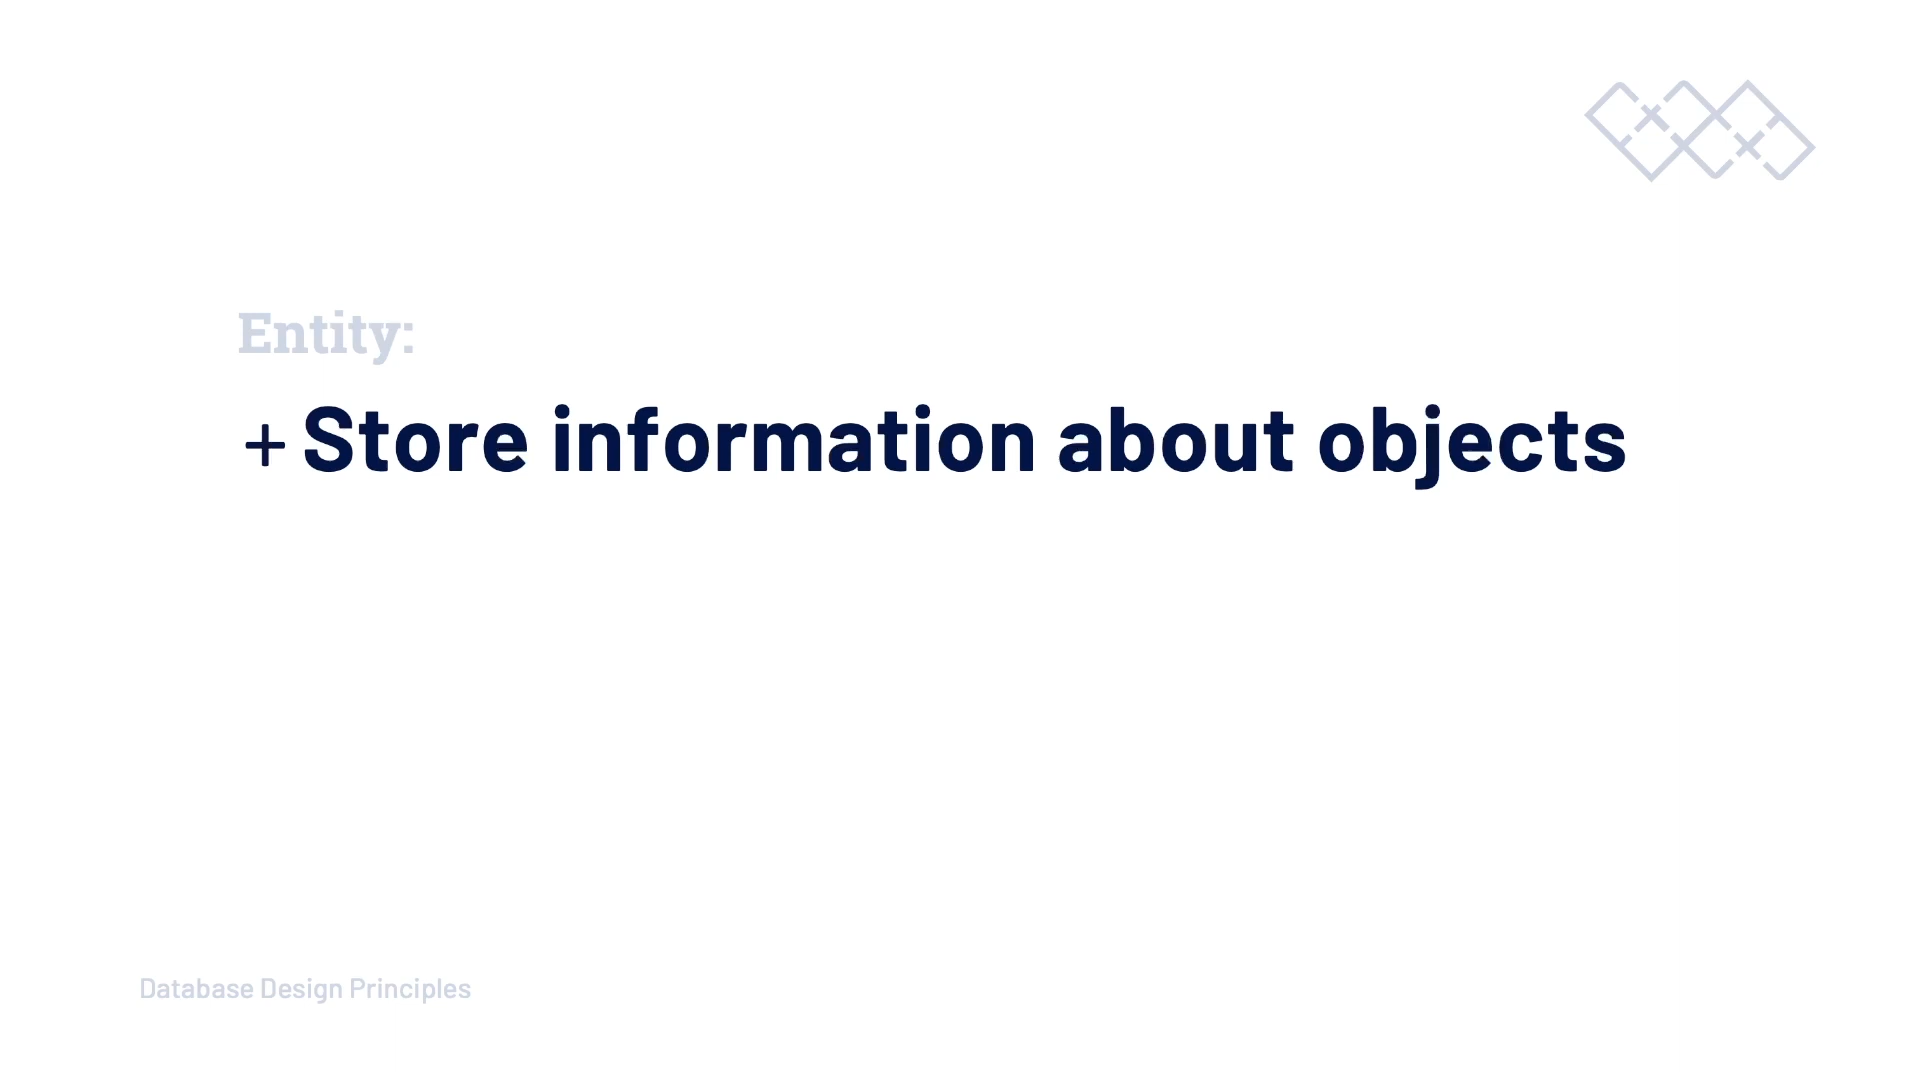 Entity:
+ Store information about objects
Database Design Principles